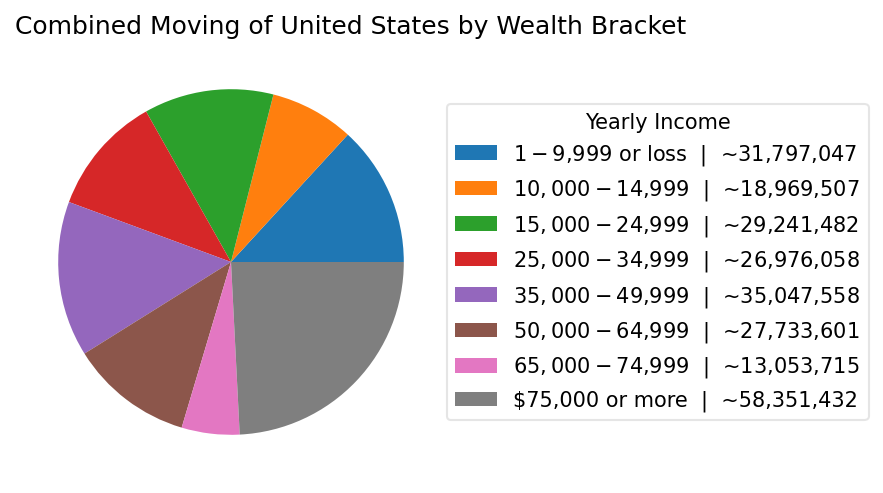 Combined Moving of United States by Wealth Bracket
Yearly Income
1 − 9,999 or loss | ~31,797,047
10, 000 − 14,999 | ~18,969,507
15, 000 − 24,999 | ~29,241,482
25, 000 − 34,999 | ~26,976,058
35, 000 − 49,999 | ~35,047,558
50, 000 − 64,999 | ~27,733,601
65, 000 − 74,999 | ~13,053,715
$75,000 or more | ~58,351,432